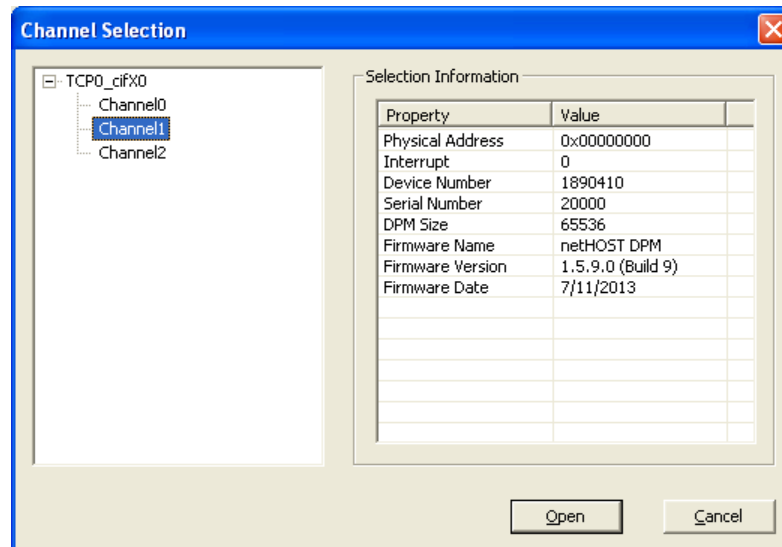 Channel Selection
TCP0_cifX0
Channel0
Channel1
Channel2
Selection Information
Property Value
Physical Address 0x00000000
Interrupt 0
Device Number 1890410
Serial Number 20000
DPM Size 65536
Firmware Name netHOST DPM
Firmware Version 1.5.9.0 (Build 9)
Firmware Date 7/11/2013
Open Cancel